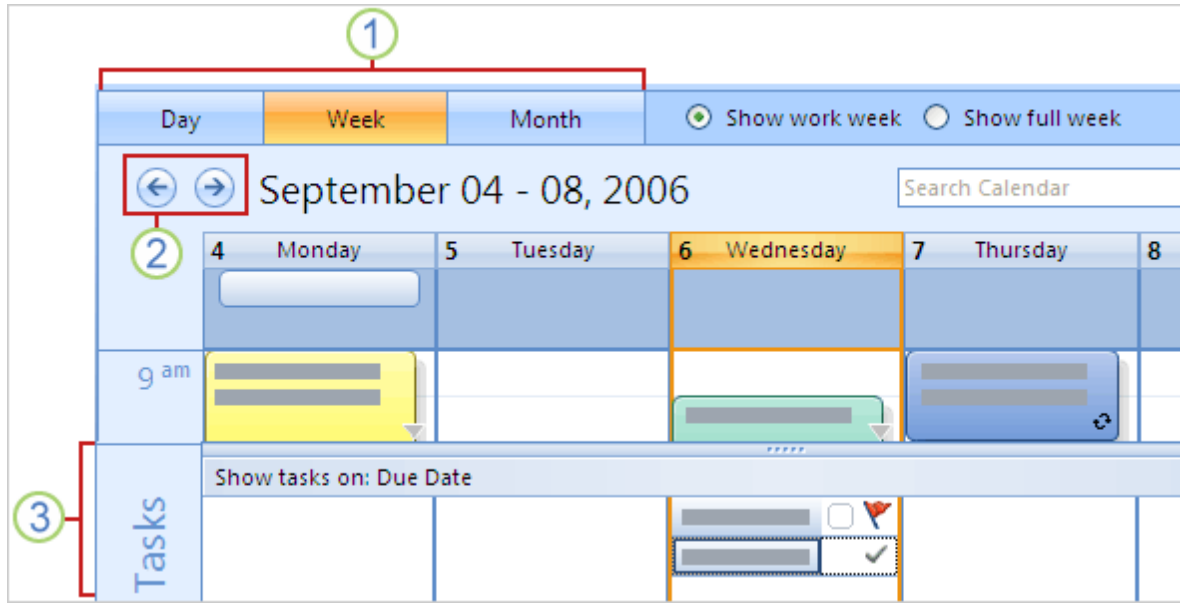 1
Day Week Month Show work week Show full week
September 04 - 08, 2006 Search Calendar
2
4 Monday 5 Tuesday 6 Wednesday 7 Thursday 8
9 am
Show tasks on: Due Date
3
Tasks